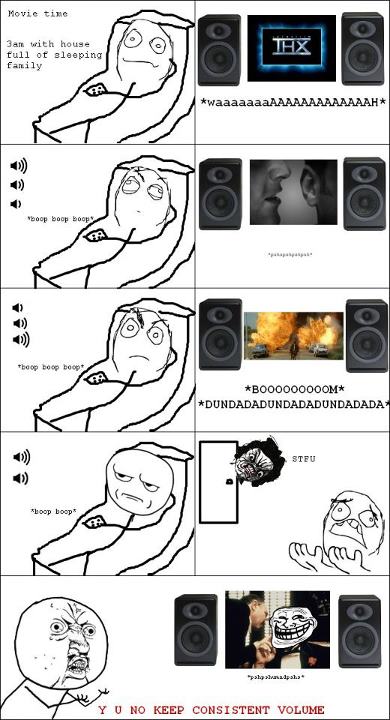 Movie time
3am with house
full of sleeping
family
THX
*waaaaaaaAAAAAAAAAAAAAH*
*boop boop boop*
*pshpshpshpsh*
*boop boop boop*
*BOOOOOOOOOM*
*DUNDADADUNDADADUNDADADA*
*boop boop*
STFU
Y U NO KEEP CONSISTENT VOLUME